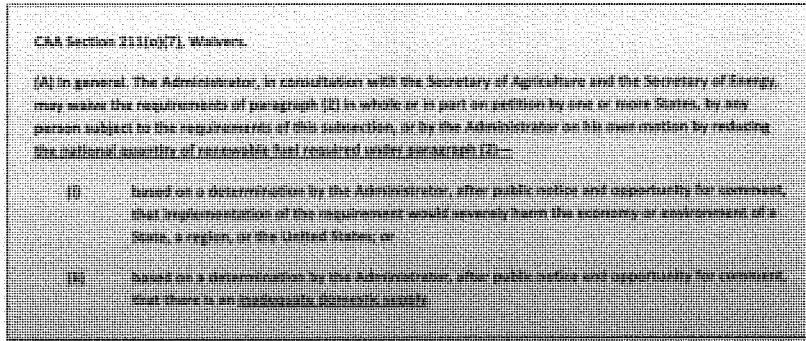 CAA Section 211(o)(7). Waivers.
(A) In general. The Administrator, in consultation with the Secretary of Agriculture and the Secretary of Energy,
may waive the requirements of paragraph (2) in whole or in part on petition by one or more States, by any
person subject to the requirements of this subsection, or by the Administrator on his own motion by reducing
the national quantity of renewable fuel required under paragraph (2)—
(i) based on a determination by the Administrator, after public notice and opportunity for comment,
that implementation of the requirement would severely harm the economy or environment of a
State, a region, or the United States; or
(ii) based on a determination by the Administrator, after public notice and opportunity for comment,
that there is an inadequate domestic supply.